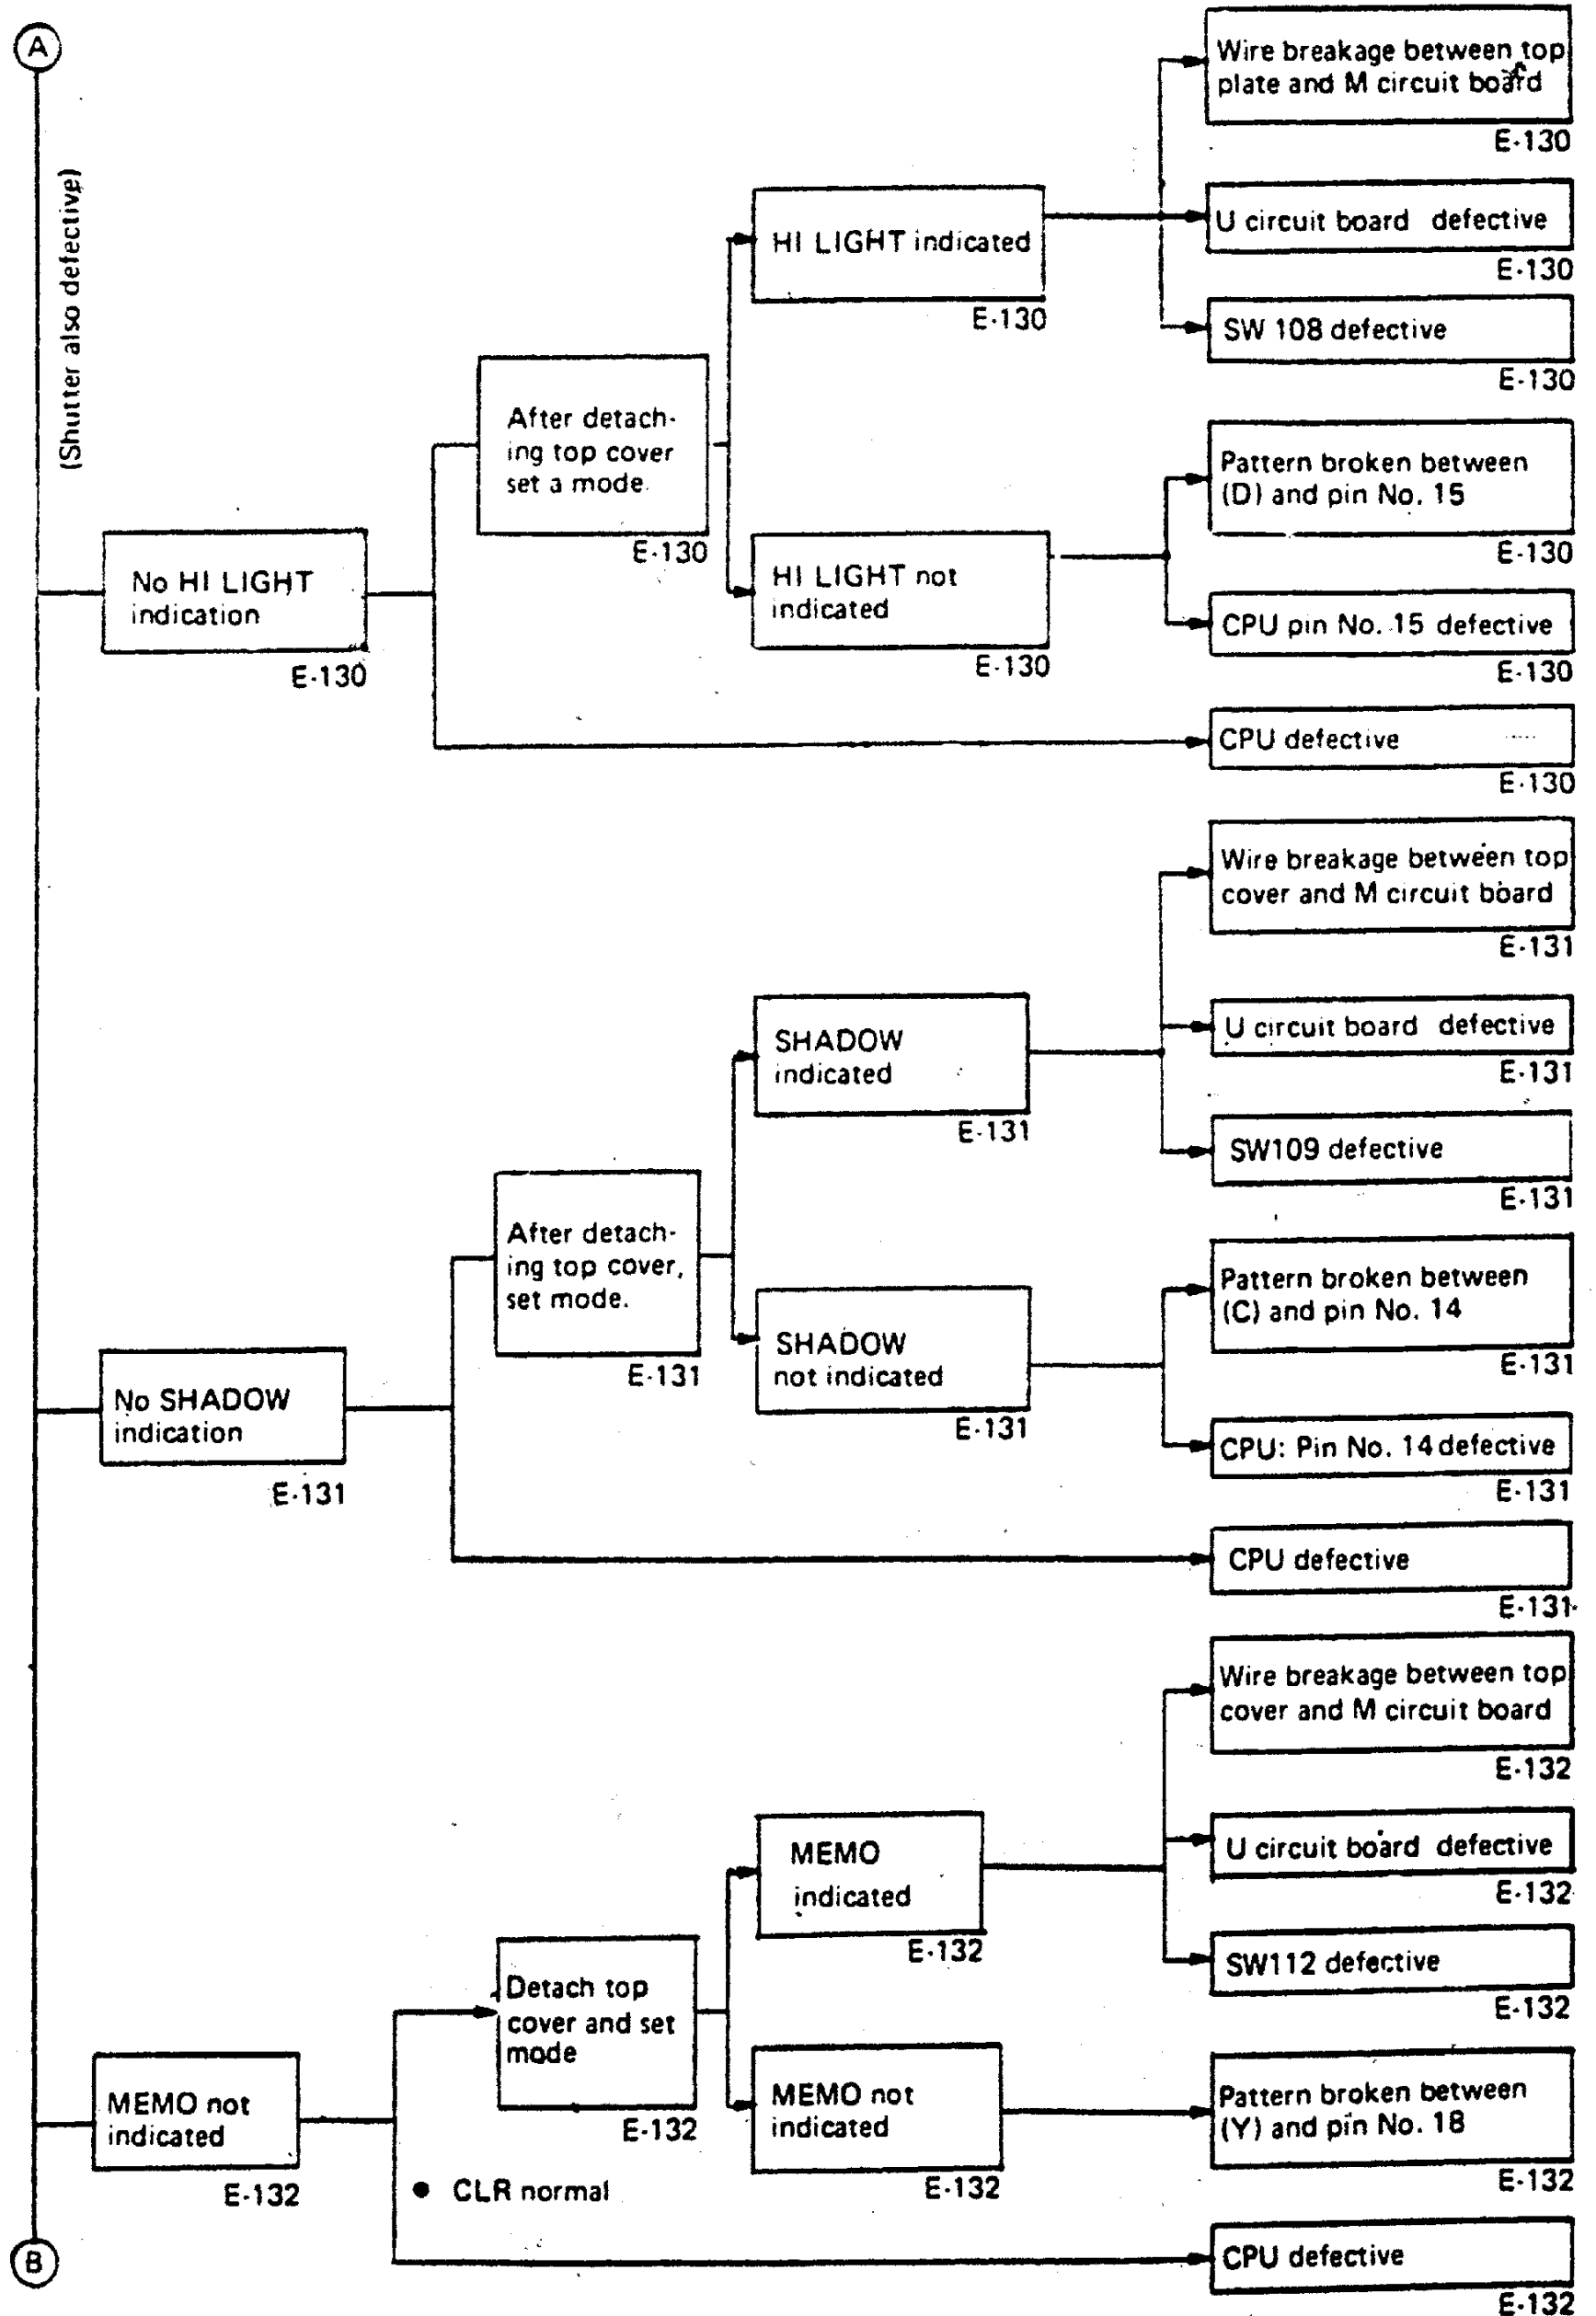 A
(Shutter also defective)
No HI LIGHT
indication
E-130
After detach-
ing top cover
set a mode.
E-130
HI LIGHT indicated
E-130
HI LIGHT not
indicated
E-130
Wire breakage between top
plate and M circuit board
E-130
U circuit board defective
E-130
SW 108 defective
E-130
Pattern broken between
(D) and pin No. 15
E-130
CPU pin No. 15 defective
E-130
CPU defective
E-130
No SHADOW
indication
E-131
After detach-
ing top cover,
set mode.
E-131
SHADOW
indicated
E-131
SHADOW
not indicated
E-131
Wire breakage between top
cover and M circuit board
E-131
U circuit board defective
E-131
SW109 defective
E-131
Pattern broken between
(C) and pin No. 14
E-131
CPU: Pin No. 14 defective
E-131
CPU defective
E-131
MEMO not
indicated
E-132
Detach top
cover and set
mode
E-132
● CLR normal
MEMO
indicated
E-132
MEMO not
indicated
E-132
Wire breakage between top
cover and M circuit board
E-132
U circuit board defective
E-132
SW112 defective
E-132
Pattern broken between
(Y) and pin No. 18
E-132
CPU defective
E-132
B